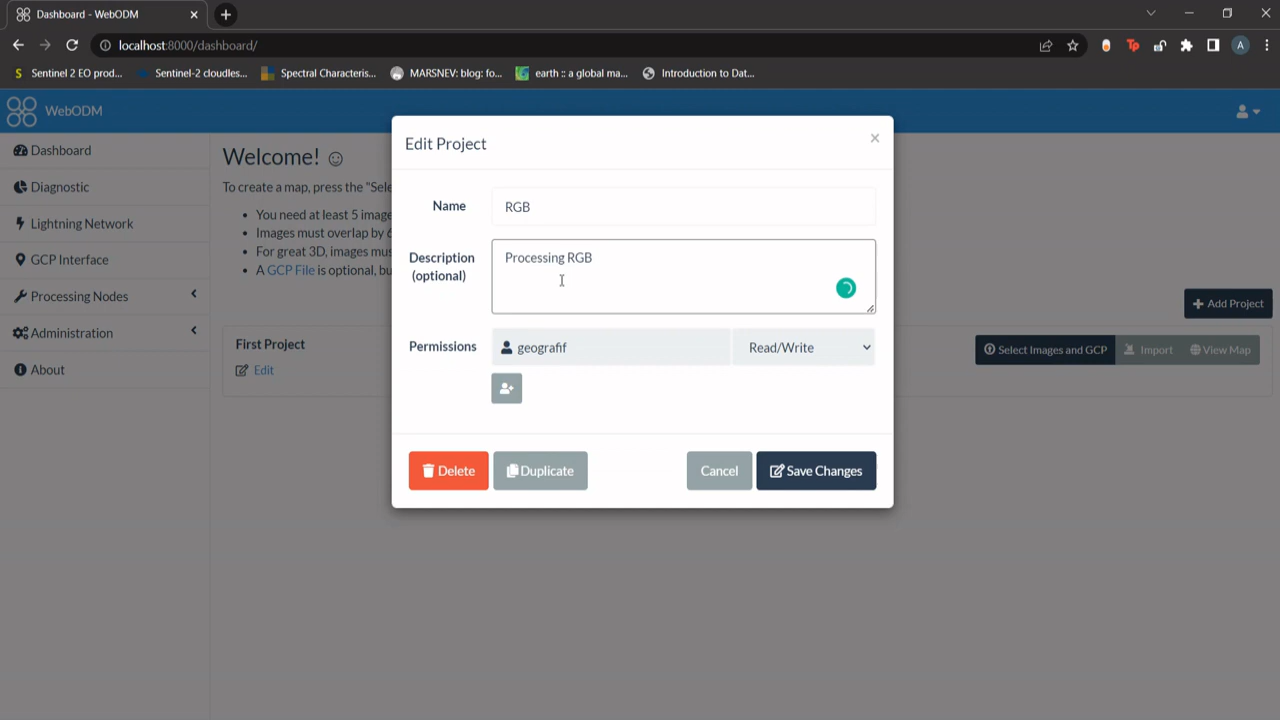 Dashboard - WebODM
localhost:8000/dashboard/
A
S Sentinel 2 EO prod...
Sentinel-2 cloudles...
Spectral Characteris...
MARSNEV: blog: fo...
earth :: a global ma...
Introduction to Dat...
WebODM
Dashboard
Diagnostic
Lightning Network
GCP Interface
Processing Nodes
Administration
About
Welcome!
To create a map, press the "Sele
You need at least 5 image
Images must overlap by 6
For great 3D, images mus
A GCP File is optional, bu
Add Project
First Project
Edit
Select Images and GCP
Import
View Map
Edit Project
×
Name
RGB
Description
(optional)
Processing RGB
Permissions
geografif
Read/Write
Delete
Duplicate
Cancel
Save Changes